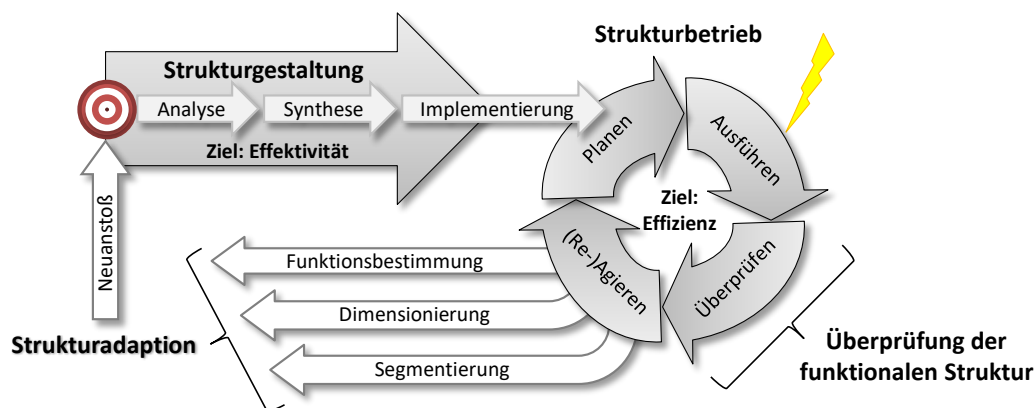 Strukturbetrieb
Strukturgestaltung
Analyse
Synthese
Implementierung
Ziel: Effektivität
Planen
Ausführen
Überprüfen
(Re-)Agieren
Ziel:
Effizienz
Neuanstoß
Funktionsbestimmung
Dimensionierung
Segmentierung
Strukturadaption
Überprüfung der
funktionalen Struktur